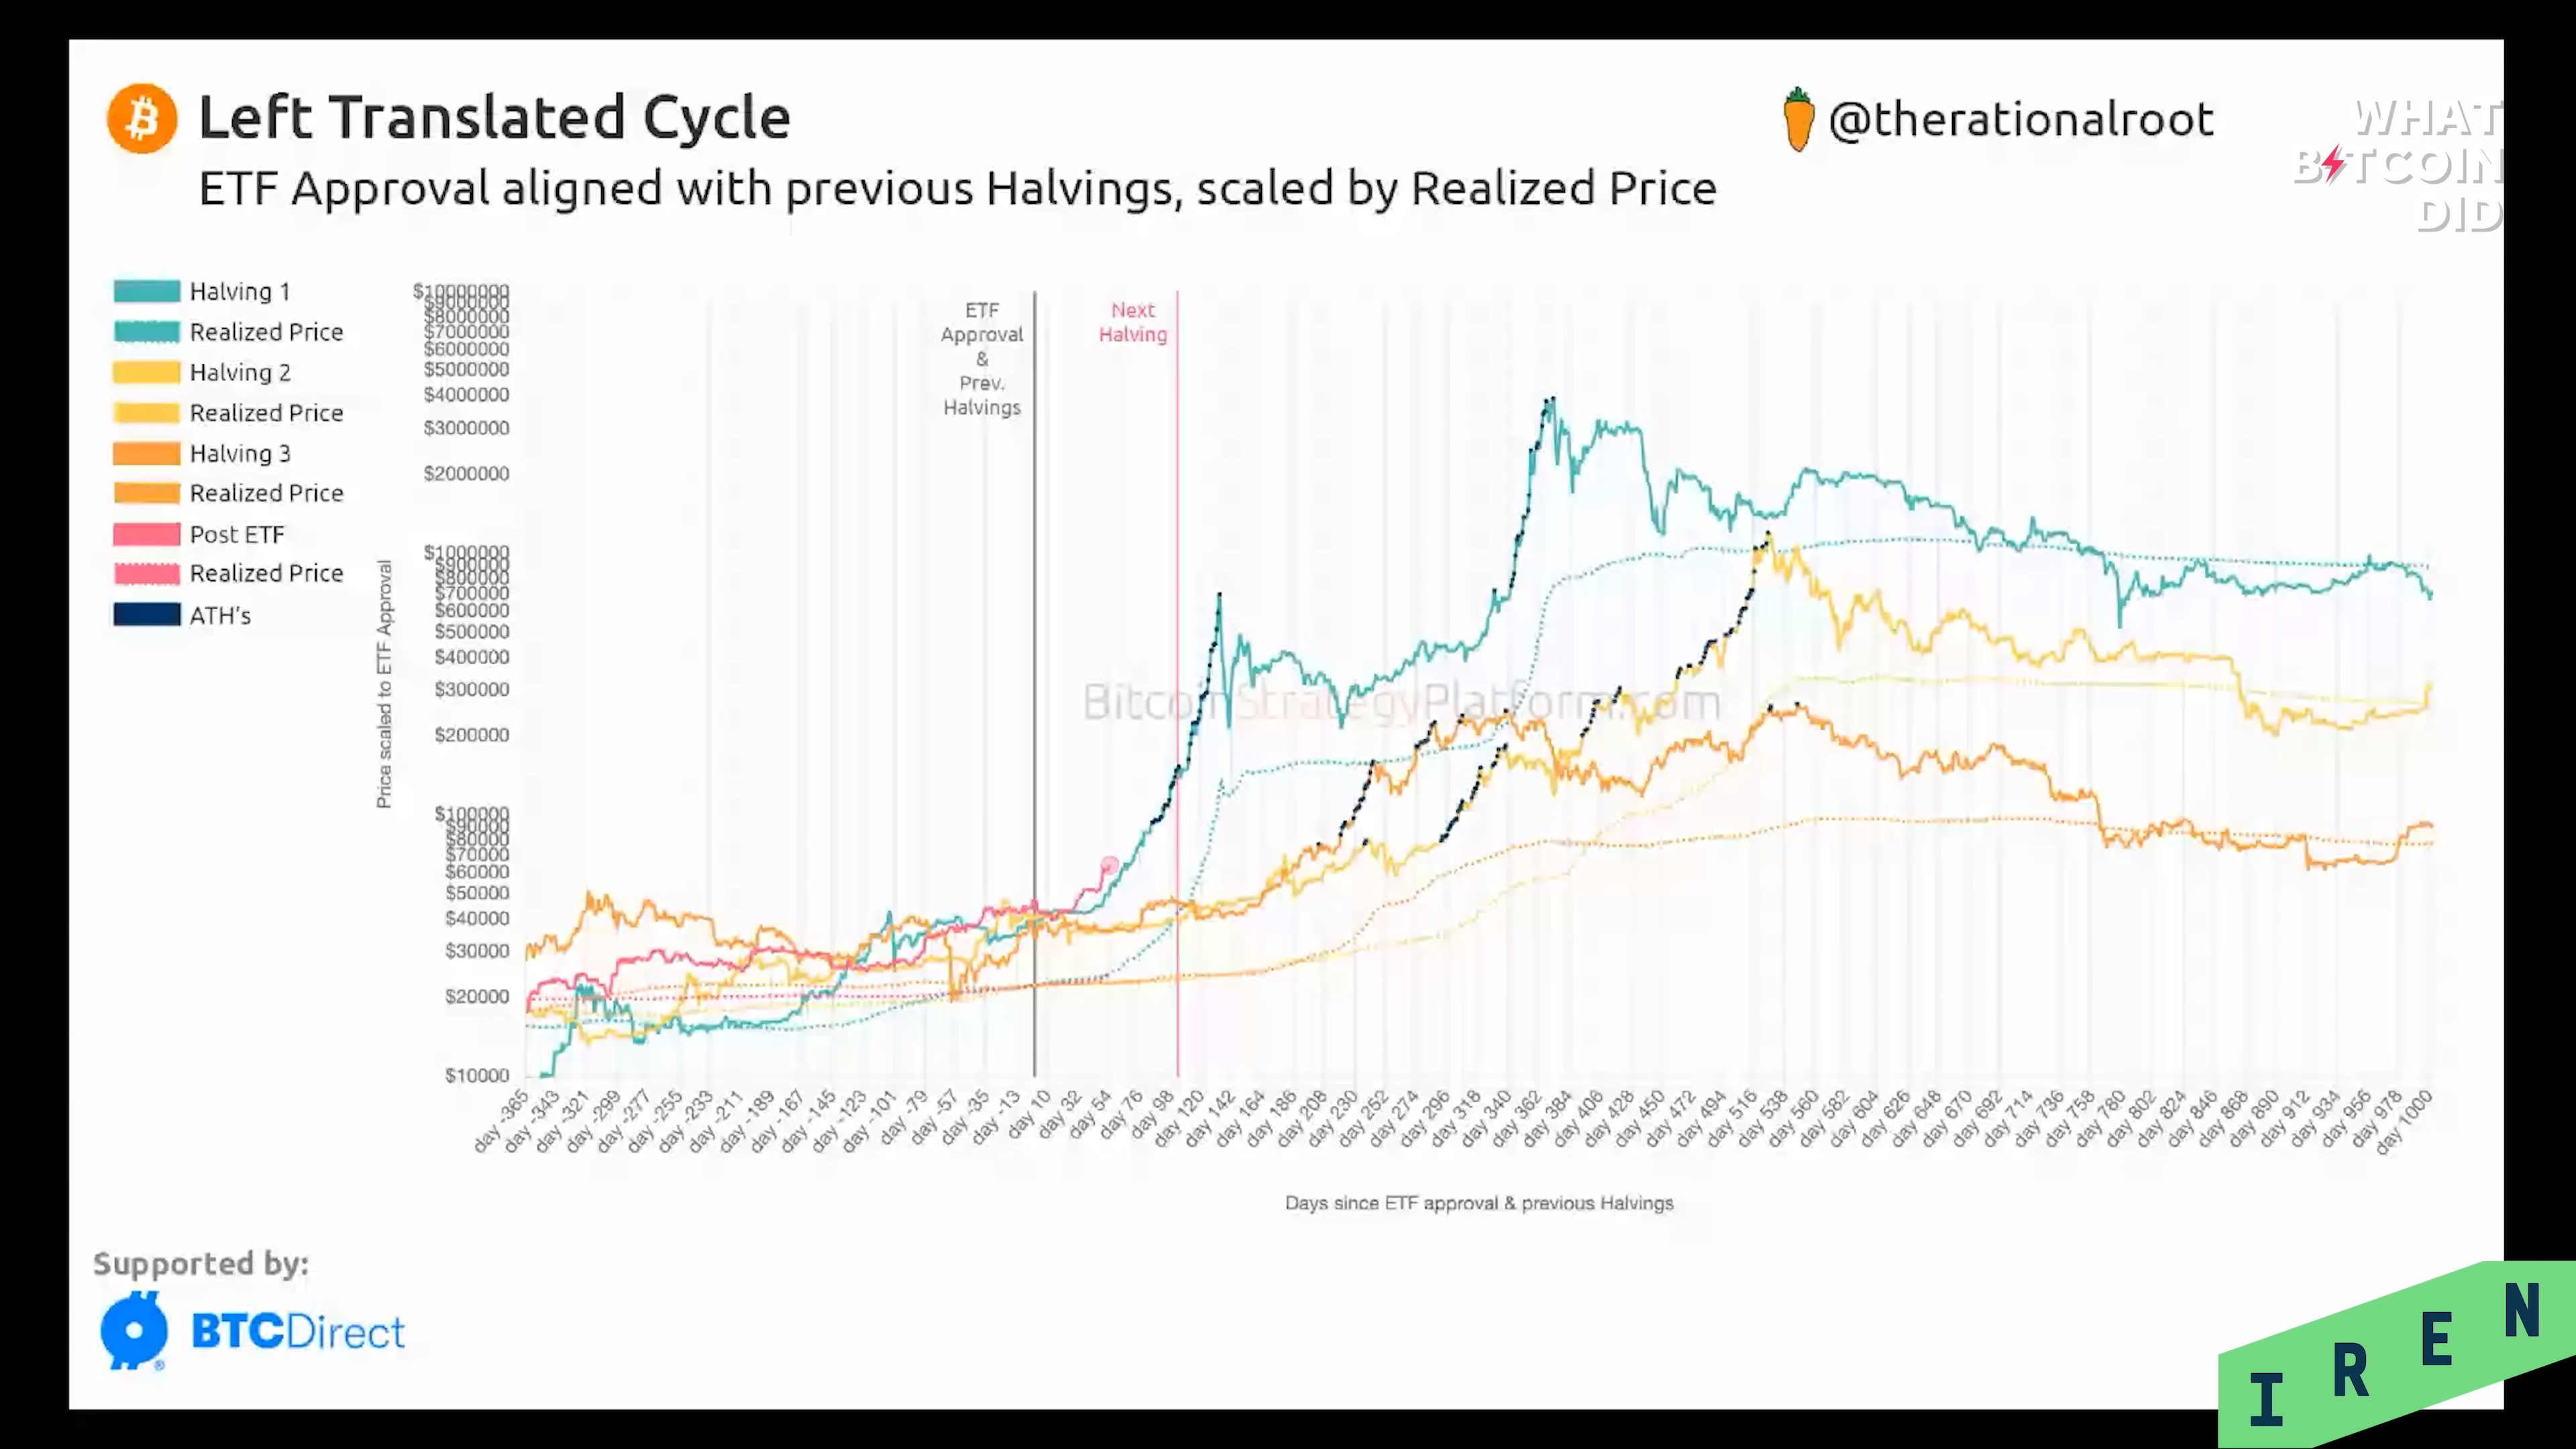 Left Translated Cycle
ETF Approval aligned with previous Halvings, scaled by Realized Price
@therationalroot
WHAT
BITCOIN
DID
Halving 1
Realized Price
Halving 2
Realized Price
Halving 3
Realized Price
Post ETF
Realized Price
ATH's
Price scaled to ETF Approval
$10000000
$9000000
$8000000
$7000000
$6000000
$5000000
$4000000
$3000000
$2000000
$1000000
$900000
$800000
$700000
$600000
$500000
$400000
$300000
$200000
$100000
$90000
$80000
$70000
$60000
$50000
$40000
$30000
$20000
$10000
ETF
Approval
&
Prev.
Halvings
Next
Halving
BitcoinStrategyPlatform.com
day -365
day -343
day -321
day -299
day -277
day -255
day -233
day -211
day -189
day -167
day -145
day -123
day -101
day -79
day -57
day -35
day -13
day 10
day 32
day 54
day 76
day 98
day 120
day 142
day 164
day 186
day 208
day 230
day 252
day 274
day 296
day 318
day 340
day 362
day 384
day 406
day 428
day 450
day 472
day 494
day 516
day 538
day 560
day 582
day 604
day 626
day 648
day 670
day 692
day 714
day 736
day 758
day 780
day 802
day 824
day 846
day 868
day 890
day 912
day 934
day 956
day 978
day 1000
Days since ETF approval & previous Halvings
Supported by:
BTCDirect
IREN